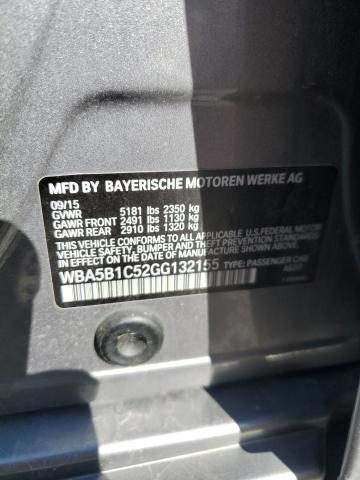 MFD BY BAYERISCHE MOTOREN WERKE AG
09/15
GVWR 5181 lbs 2350 kg
GAWR FRONT 2491 lbs 1130 kg
GAWR REAR 2910 lbs 1320 kg
THIS VEHICLE CONFORMS TO ALL APPLICABLE U.S. FEDERAL MOTOR
VEHICLE SAFETY, BUMPER, AND THEFT PREVENTION STANDARDS
IN EFFECT ON THE DATE OF MANUFACTURE SHOWN ABOVE.
WBA5B1C52GG132155 TYPE: PASSENGER CAR